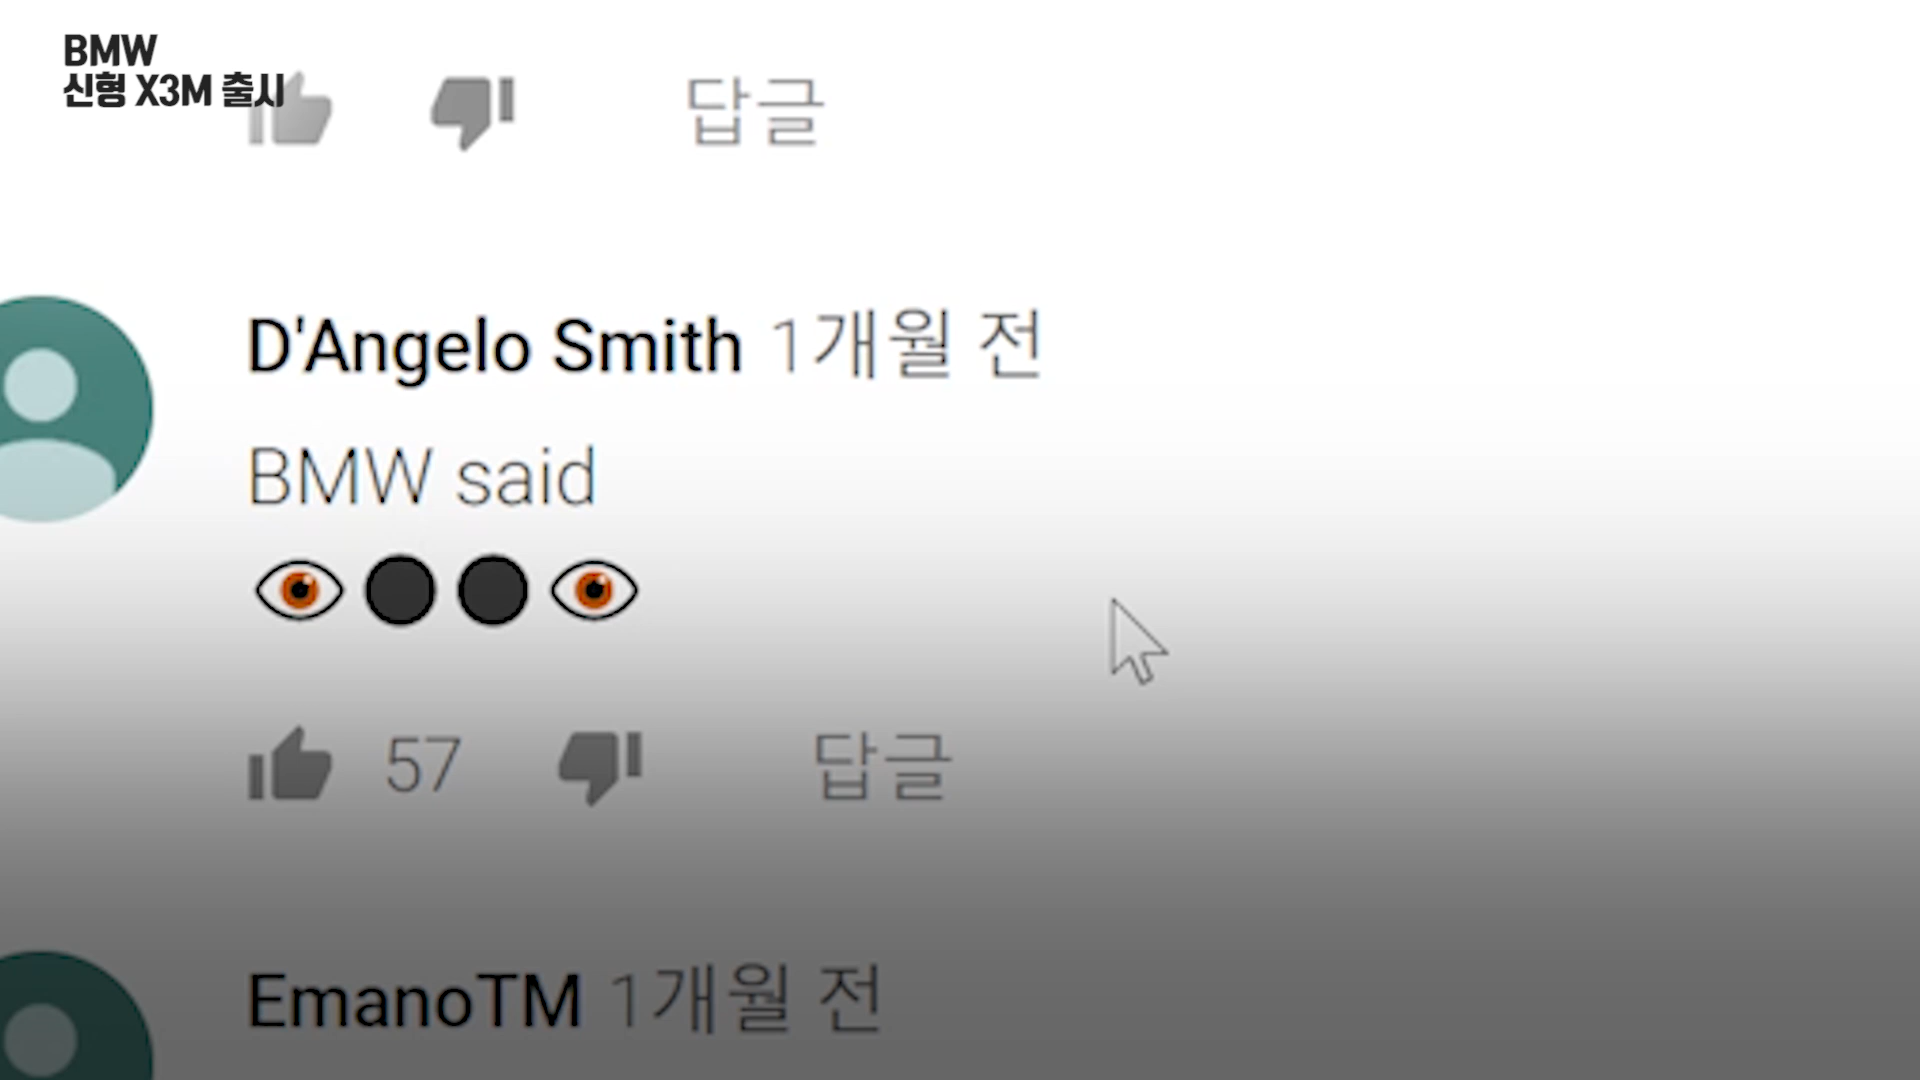 BMW
신형 X3M 출시
답글
D'Angelo Smith 1개월 전
BMW said
👁⚫⚫👁
57
답글
EmanoTM 1개월 전